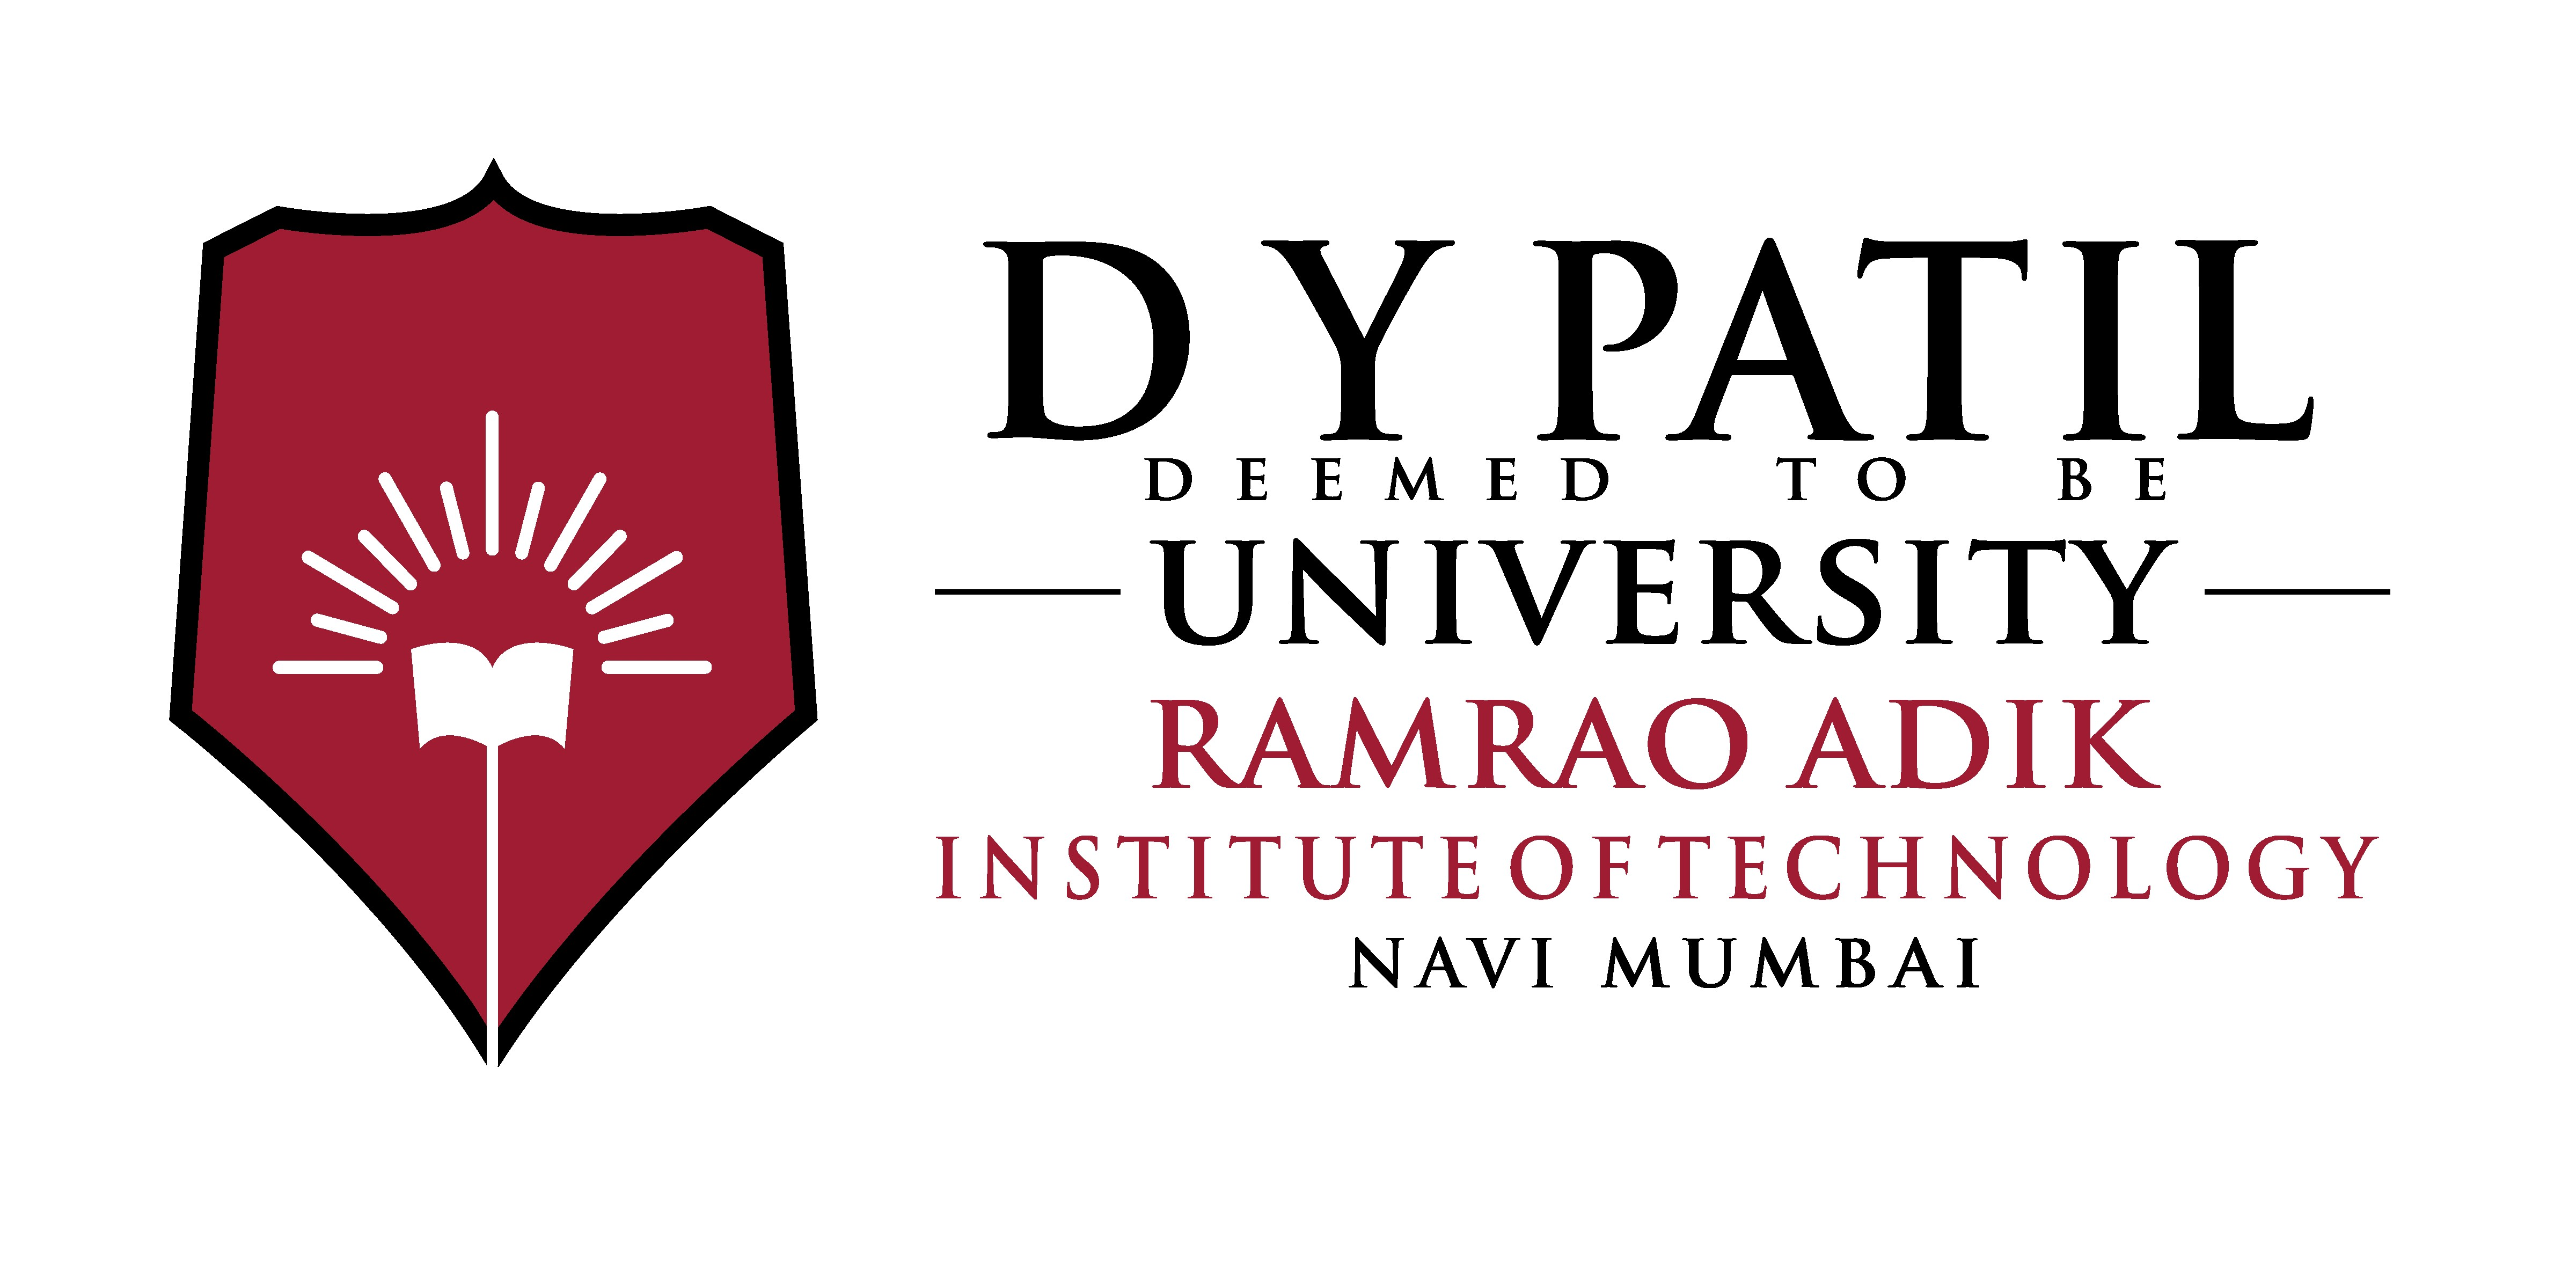 D Y PATIL
DEEMED TO BE
UNIVERSITY
RAMRAO ADIK
INSTITUTE OF TECHNOLOGY
NAVI MUMBAI